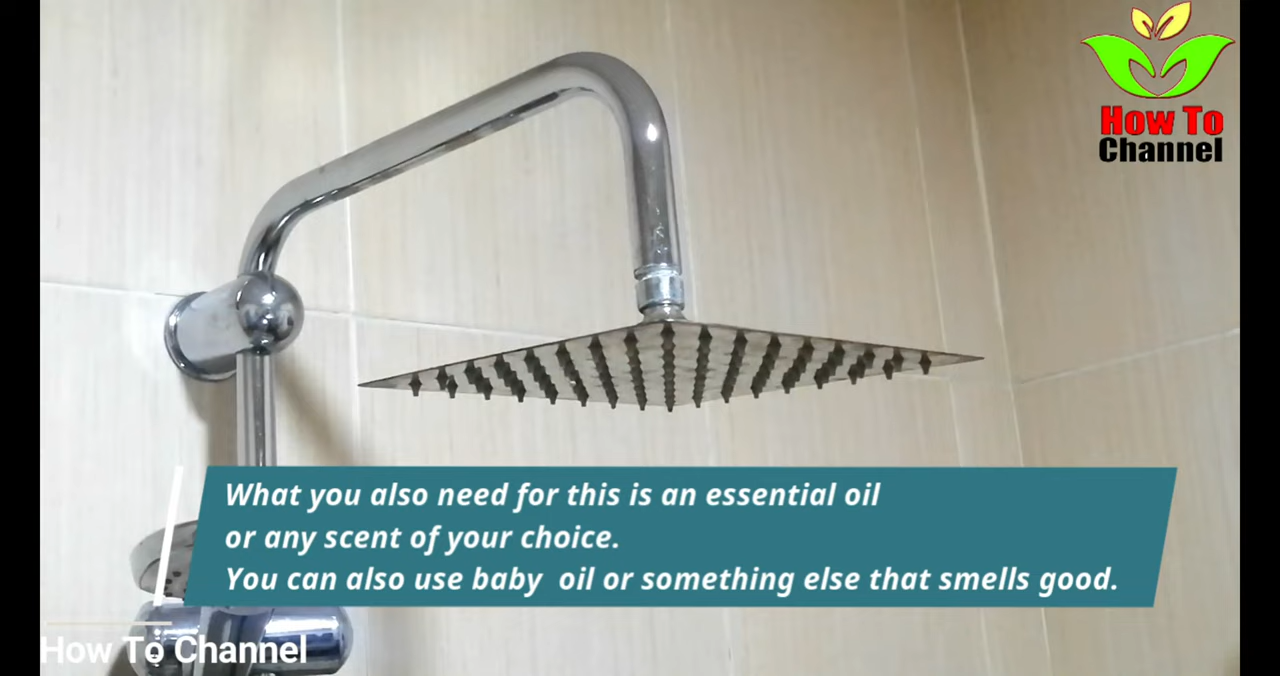 How To
Channel
What you also need for this is an essential oil
or any scent of your choice.
You can also use baby  oil or something else that smells good.
How To Channel